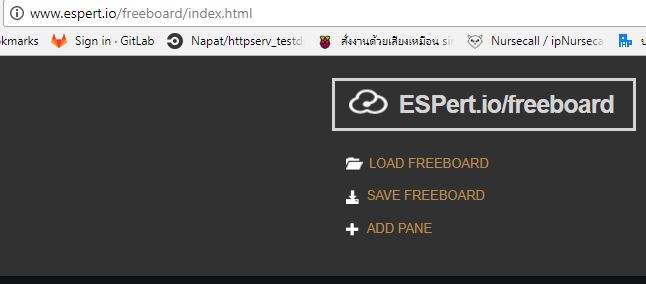 www.espert.io/freeboard/index.html
okmarks Sign in · GitLab Napat/httpserv_testd สั่งงานด้วยเสียงเหมือน sir Nursecall / ipNurseca
ESPert.io/freeboard
LOAD FREEBOARD
SAVE FREEBOARD
ADD PANE